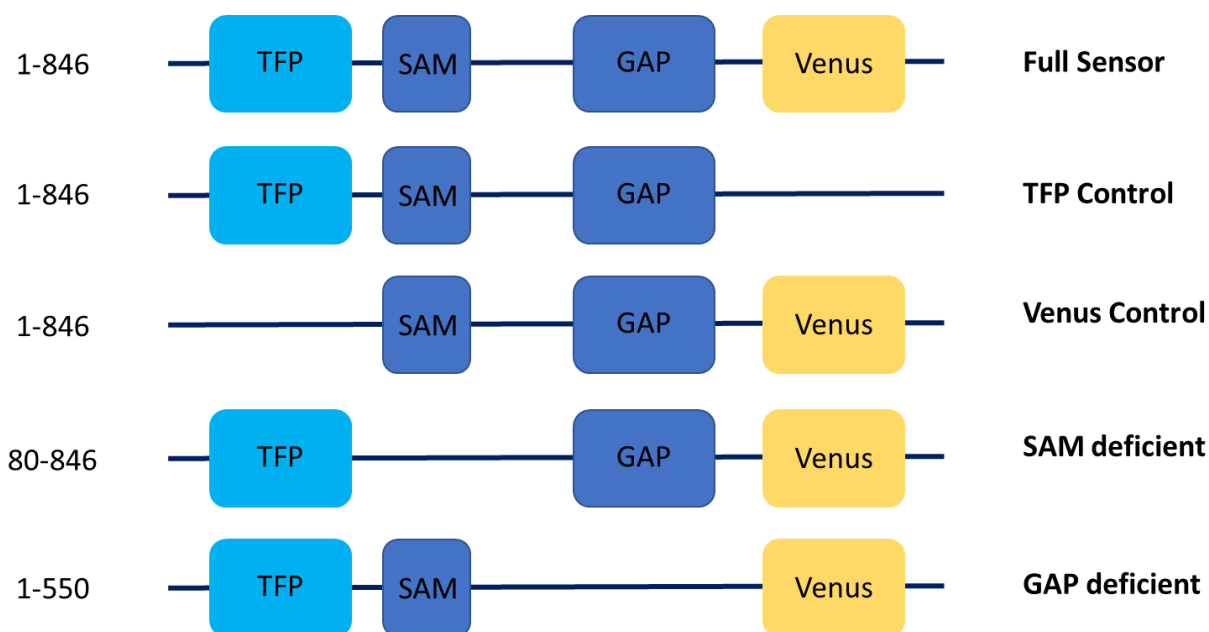 1-846 TFP SAM GAP Venus Full Sensor
1-846 TFP SAM GAP TFP Control
1-846 SAM GAP Venus Venus Control
80-846 TFP GAP Venus SAM deficient
1-550 TFP SAM Venus GAP deficient